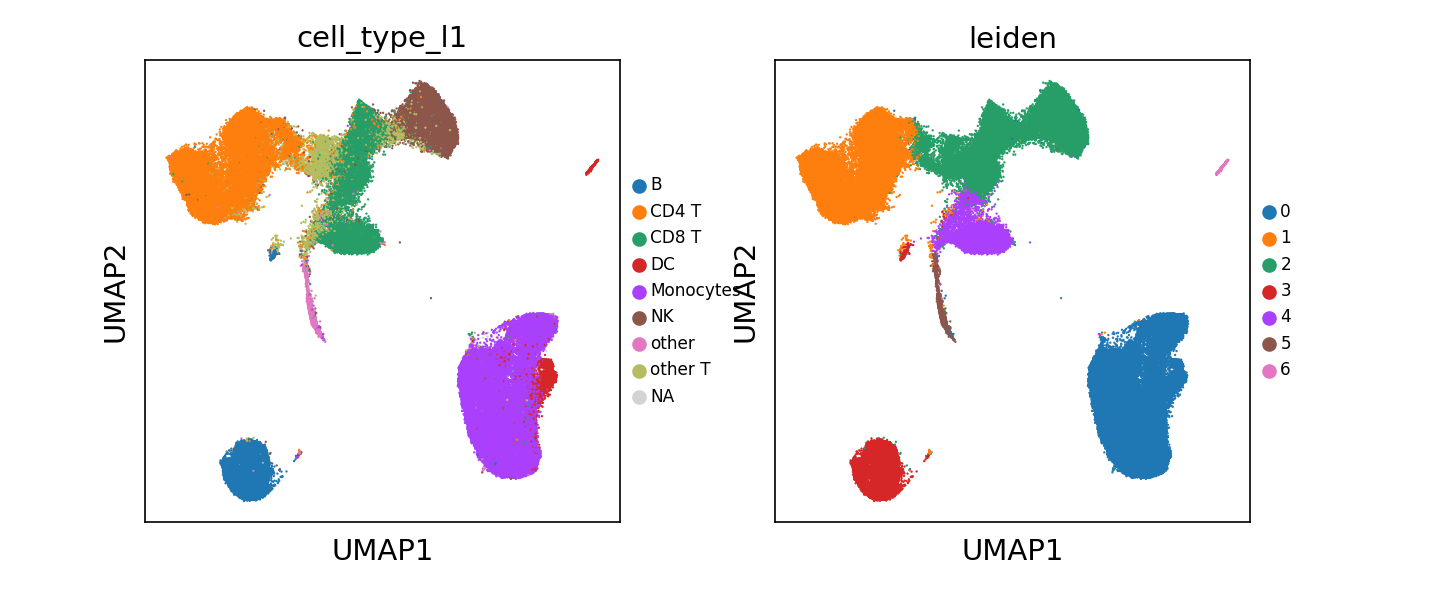 cell_type_l1
UMAP2
UMAP1
B
CD4 T
CD8 T
DC
Monocytes
NK
other
other T
NA
leiden
UMAP2
UMAP1
0
1
2
3
4
5
6